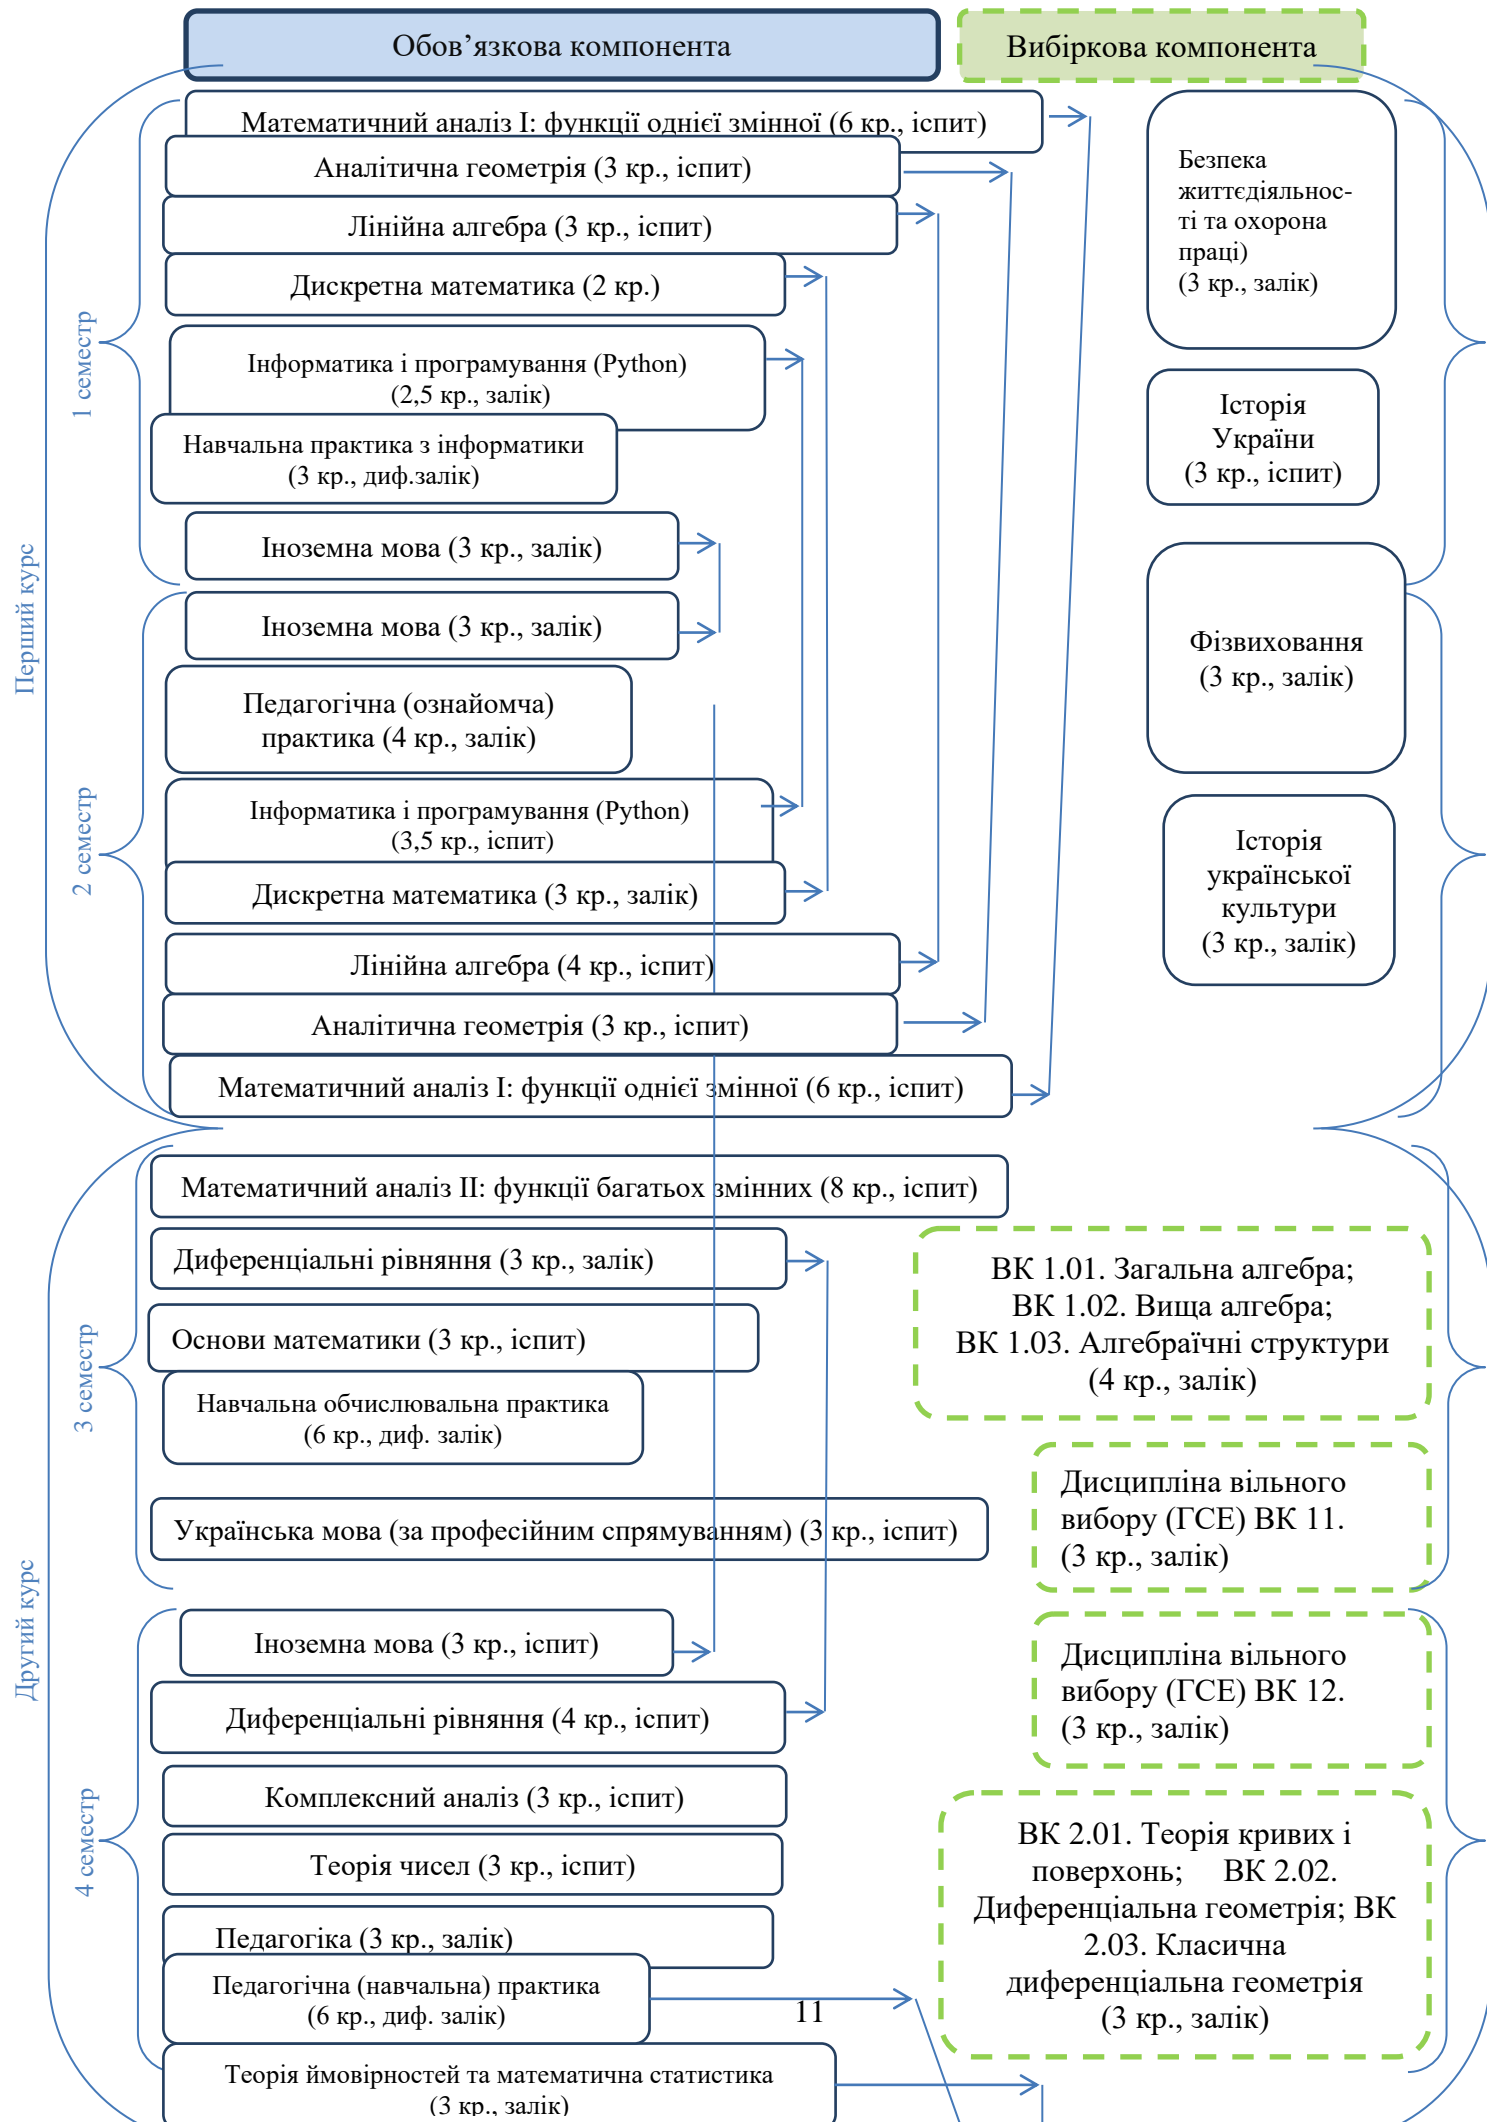 Обов’язкова компонента
Вибіркова компонента
Перший курс
1 семестр
Математичний аналіз І: функції однієї змінної (6 кр., іспит)
Аналітична геометрія (3 кр., іспит)
Лінійна алгебра (3 кр., іспит)
Дискретна математика (2 кр.)
Інформатика і програмування (Python)
(2,5 кр., залік)
Навчальна практика з інформатики
(3 кр., диф.залік)
Іноземна мова (3 кр., залік)
Безпека
життєдіяльнос-
ті та охорона
праці)
(3 кр., залік)
Історія
України
(3 кр., іспит)
Фізвиховання
(3 кр., залік)
2 семестр
Іноземна мова (3 кр., залік)
Педагогічна (ознайомча)
практика (4 кр., залік)
Інформатика і програмування (Python)
(3,5 кр., іспит)
Дискретна математика (3 кр., залік)
Лінійна алгебра (4 кр., іспит)
Аналітична геометрія (3 кр., іспит)
Математичний аналіз І: функції однієї змінної (6 кр., іспит)
Історія
української
культури
(3 кр., залік)
Другий курс
3 семестр
Математичний аналіз ІІ: функції багатьох змінних (8 кр., іспит)
Диференціальні рівняння (3 кр., залік)
Основи математики (3 кр., іспит)
Навчальна обчислювальна практика
(6 кр., диф. залік)
Українська мова (за професійним спрямуванням) (3 кр., іспит)
ВК 1.01. Загальна алгебра;
ВК 1.02. Вища алгебра;
ВК 1.03. Алгебраїчні структури
(4 кр., залік)
Дисципліна вільного
вибору (ГСЕ) ВК 11.
(3 кр., залік)
4 семестр
Іноземна мова (3 кр., іспит)
Диференціальні рівняння (4 кр., іспит)
Комплексний аналіз (3 кр., іспит)
Теорія чисел (3 кр., іспит)
Педагогіка (3 кр., залік)
Педагогічна (навчальна) практика
(6 кр., диф. залік)
Теорія ймовірностей та математична статистика
(3 кр., залік)
Дисципліна вільного
вибору (ГСЕ) ВК 12.
(3 кр., залік)
ВК 2.01. Теорія кривих і
поверхонь; ВК 2.02.
Диференціальна геометрія; ВК
2.03. Класична
диференціальна геометрія
(3 кр., залік)
11